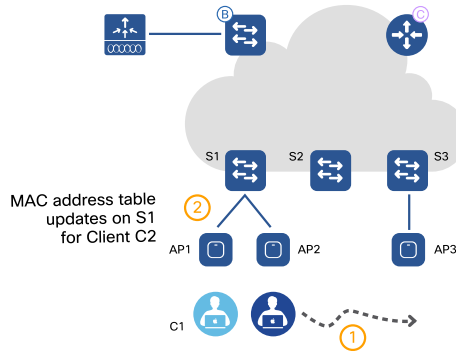 B
C
S1
S2
S3
MAC address table
updates on S1
for Client C2
2
AP1
AP2
AP3
C1
1